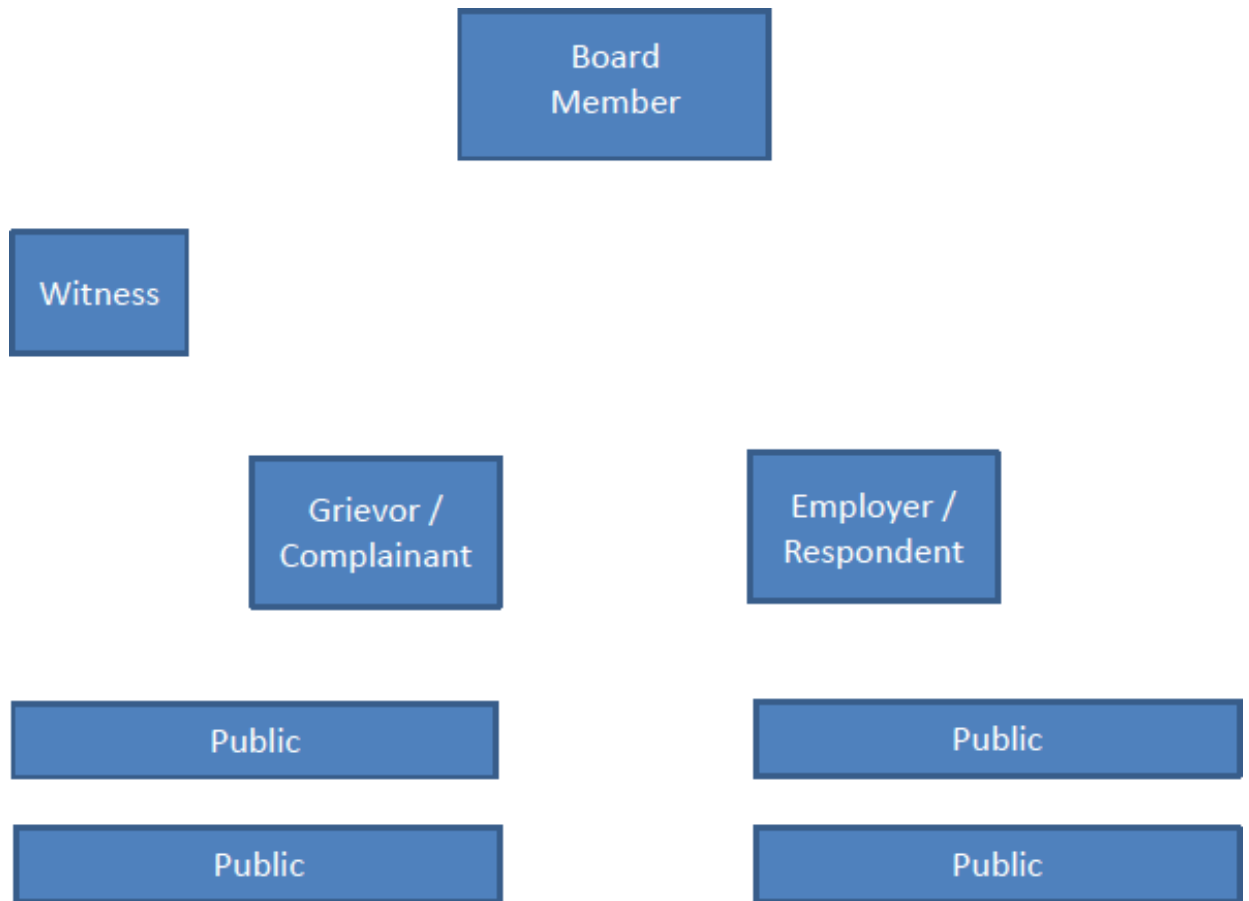 Board
Member
Witness
Grievor /
Complainant
Employer /
Respondent
Public
Public
Public
Public